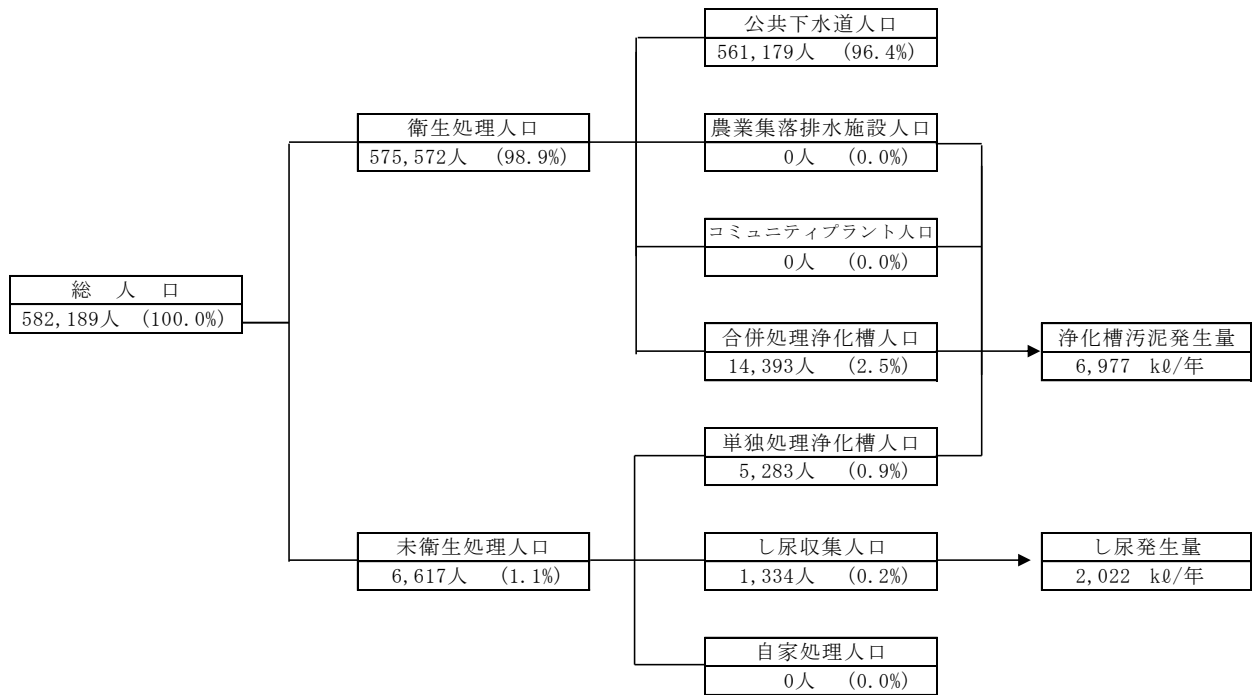 公共下水道人口
561,179人 (96.4%)
衛生処理人口
575,572人 (98.9%)
農業集落排水施設人口
0人 (0.0%)
コミュニティプラント人口
0人 (0.0%)
総 人 口
582,189人 (100.0%)
合併処理浄化槽人口
14,393人 (2.5%)
浄化槽汚泥発生量
6,977 kℓ/年
単独処理浄化槽人口
5,283人 (0.9%)
未衛生処理人口
6,617人 (1.1%)
し尿収集人口
1,334人 (0.2%)
し尿発生量
2,022 kℓ/年
自家処理人口
0人 (0.0%)